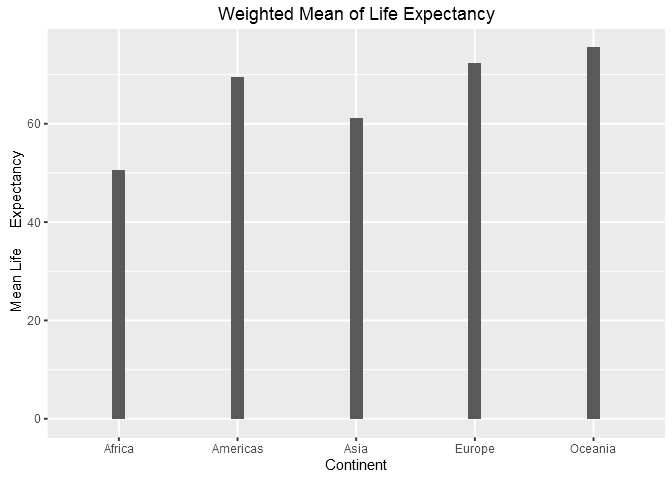 Weighted Mean of Life Expectancy
Mean Life Expectancy
60
40
20
0
Africa Americas Asia Europe Oceania
Continent